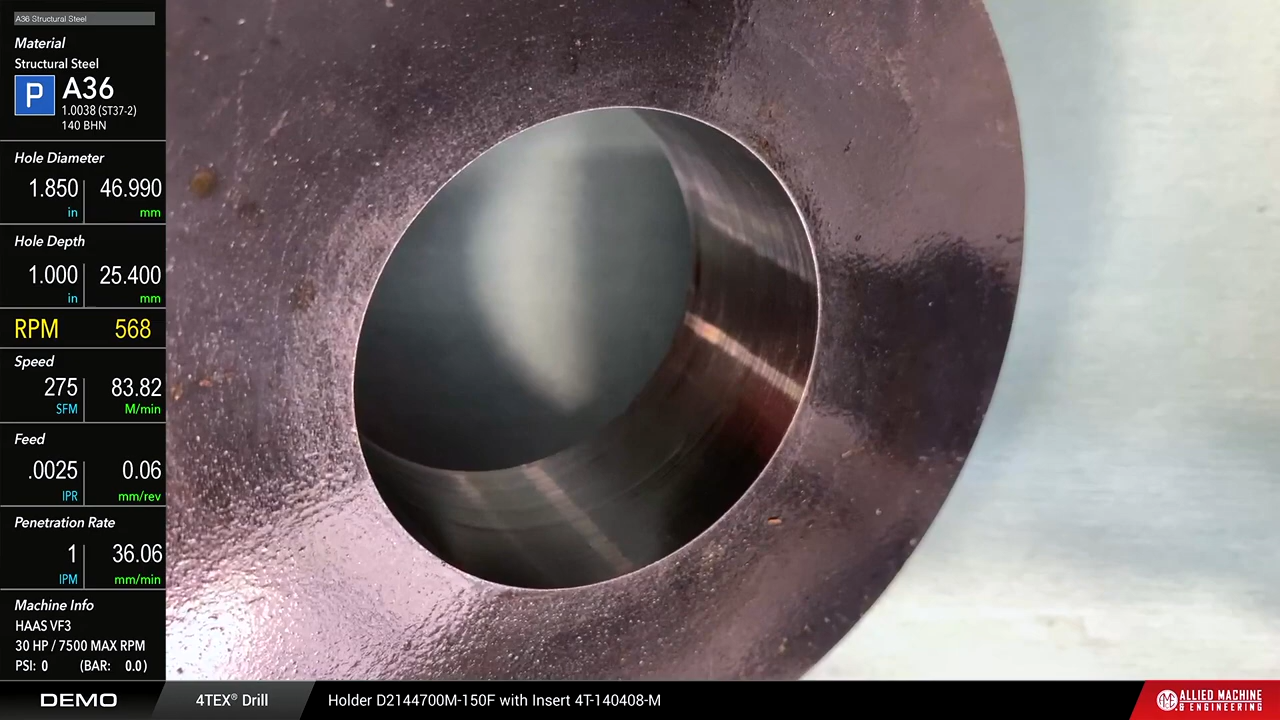 A36 Structural Steel
Material
Structural Steel
P A36
1.0038 (ST37-2)
140 BHN
Hole Diameter
1.850 46.990
in mm
Hole Depth
1.000 25.400
in mm
RPM 568
Speed
275 83.82
SFM M/min
Feed
.0025 0.06
IPR mm/rev
Penetration Rate
1 36.06
IPM mm/min
Machine Info
HAAS VF3
30 HP / 7500 MAX RPM
PSI: 0 (BAR: 0.0)
DEMO 4TEX® Drill Holder D2144700M-150F with Insert 4T-140408-M
ALLIED MACHINE
& ENGINEERING